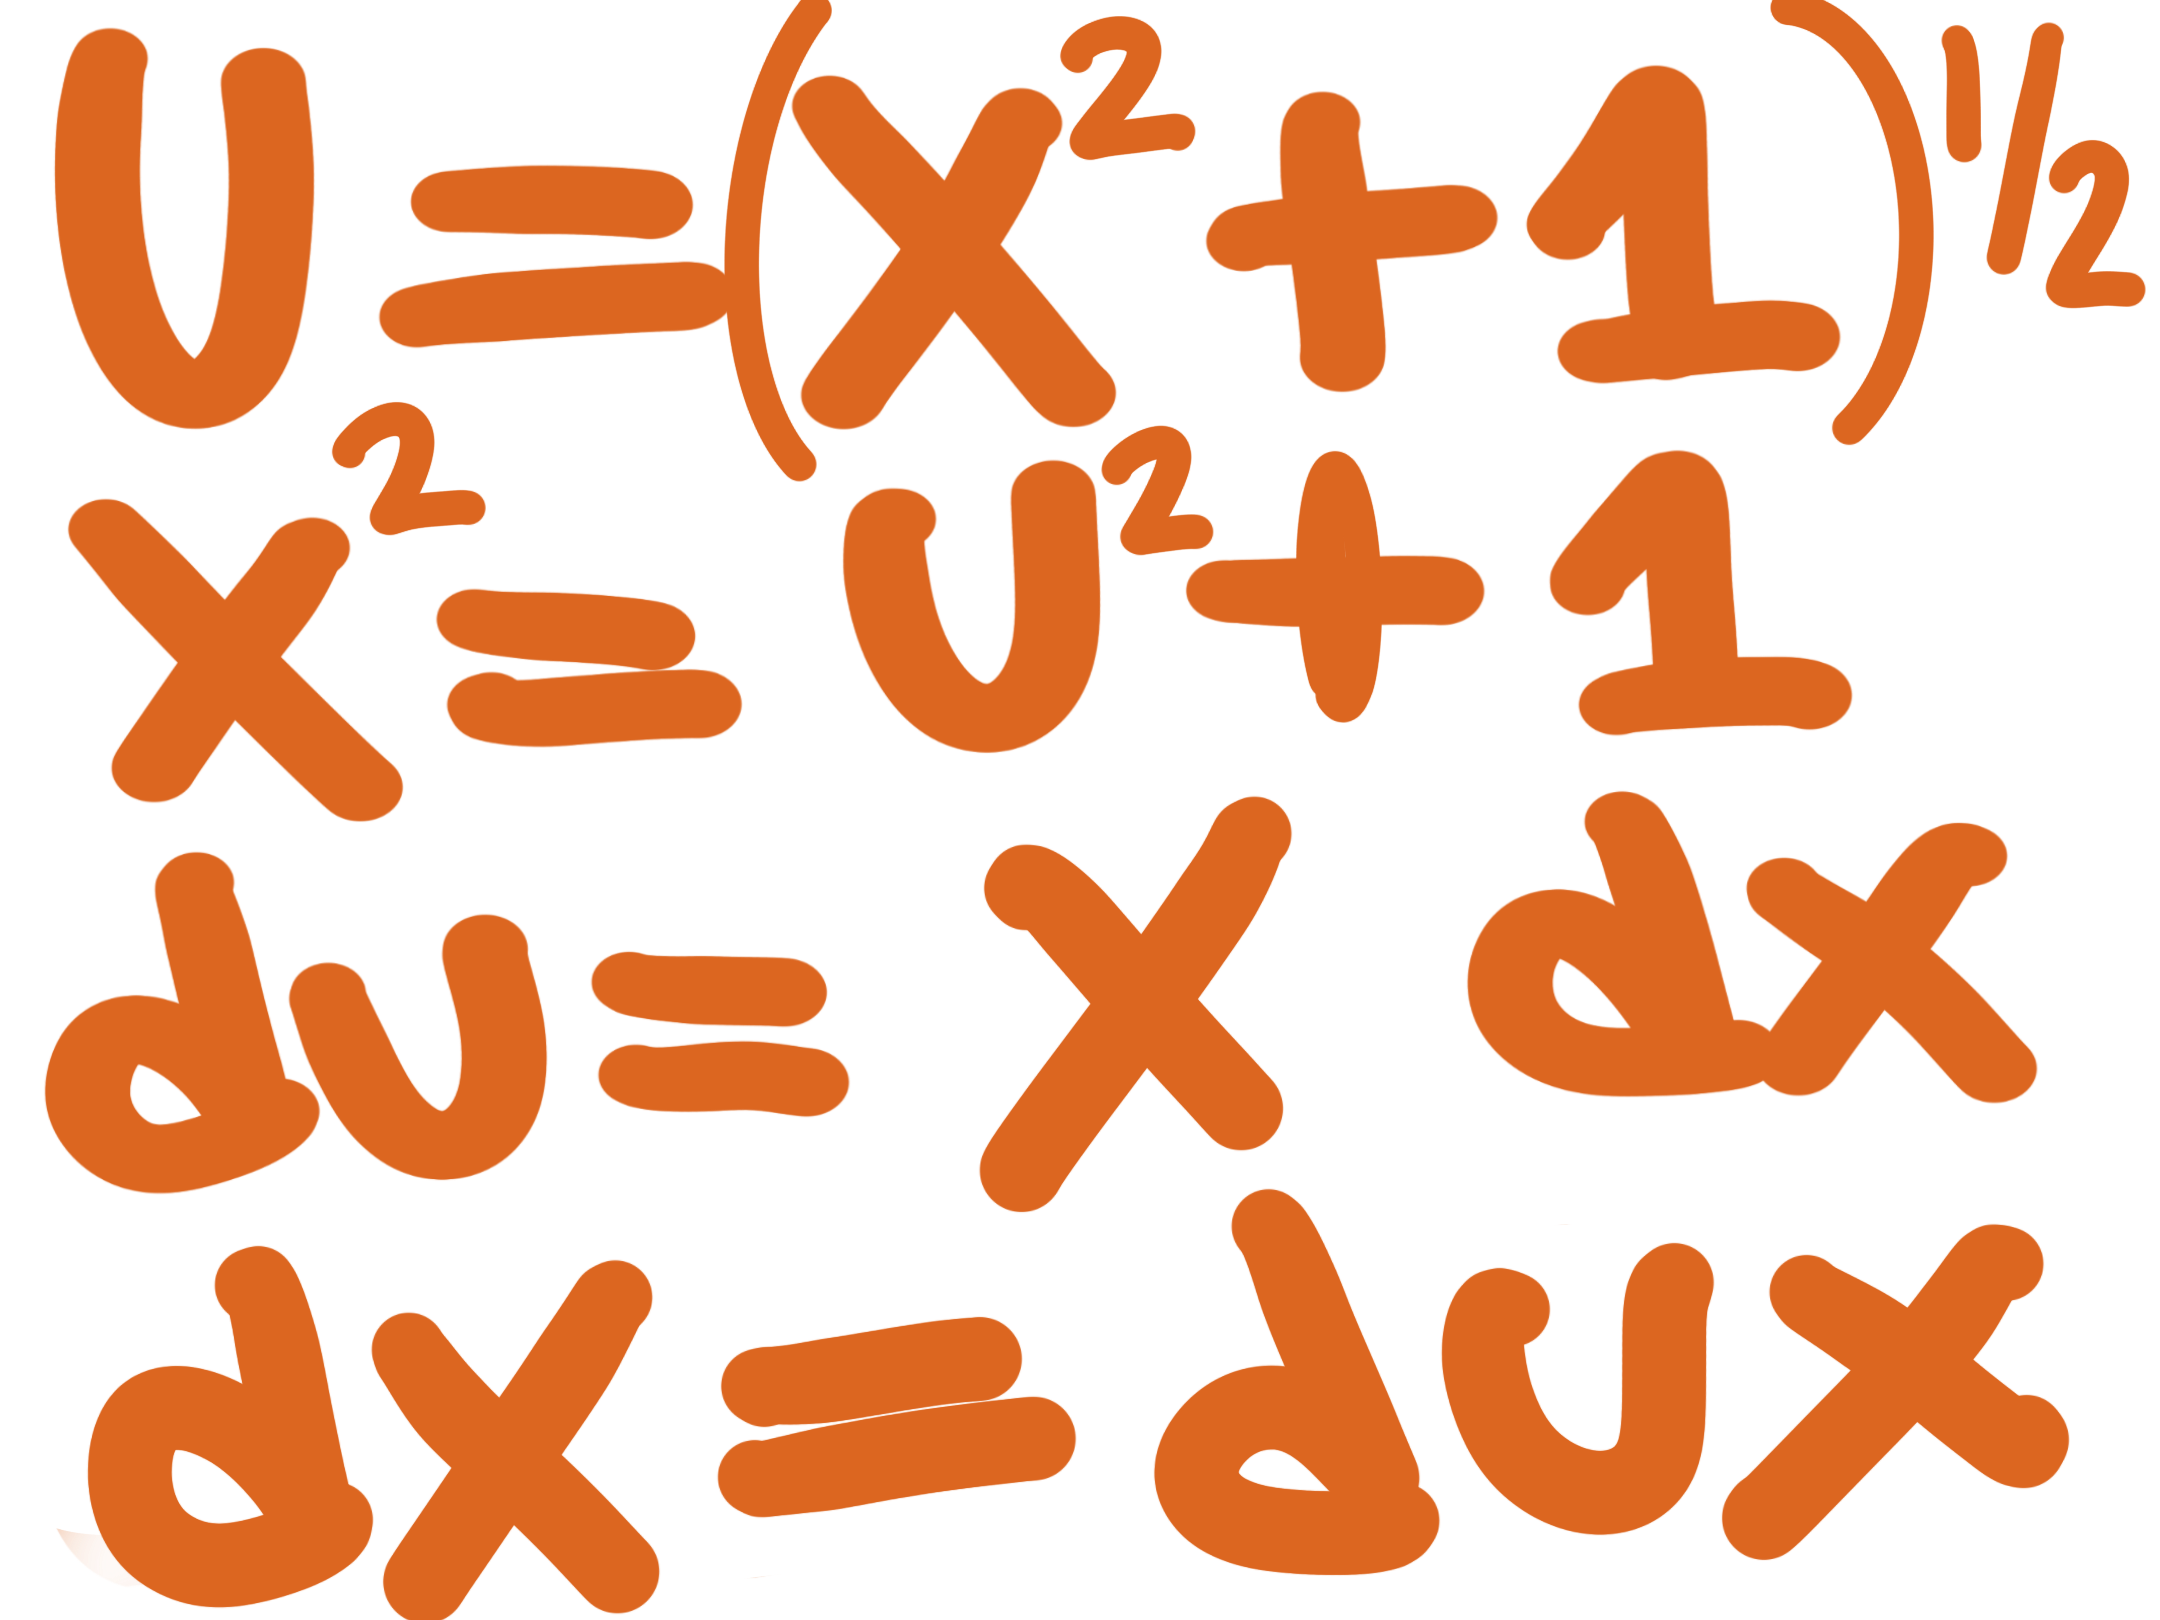 U=(x²+1)^1/2
x²=U²+1
du= x dx
dx= dux